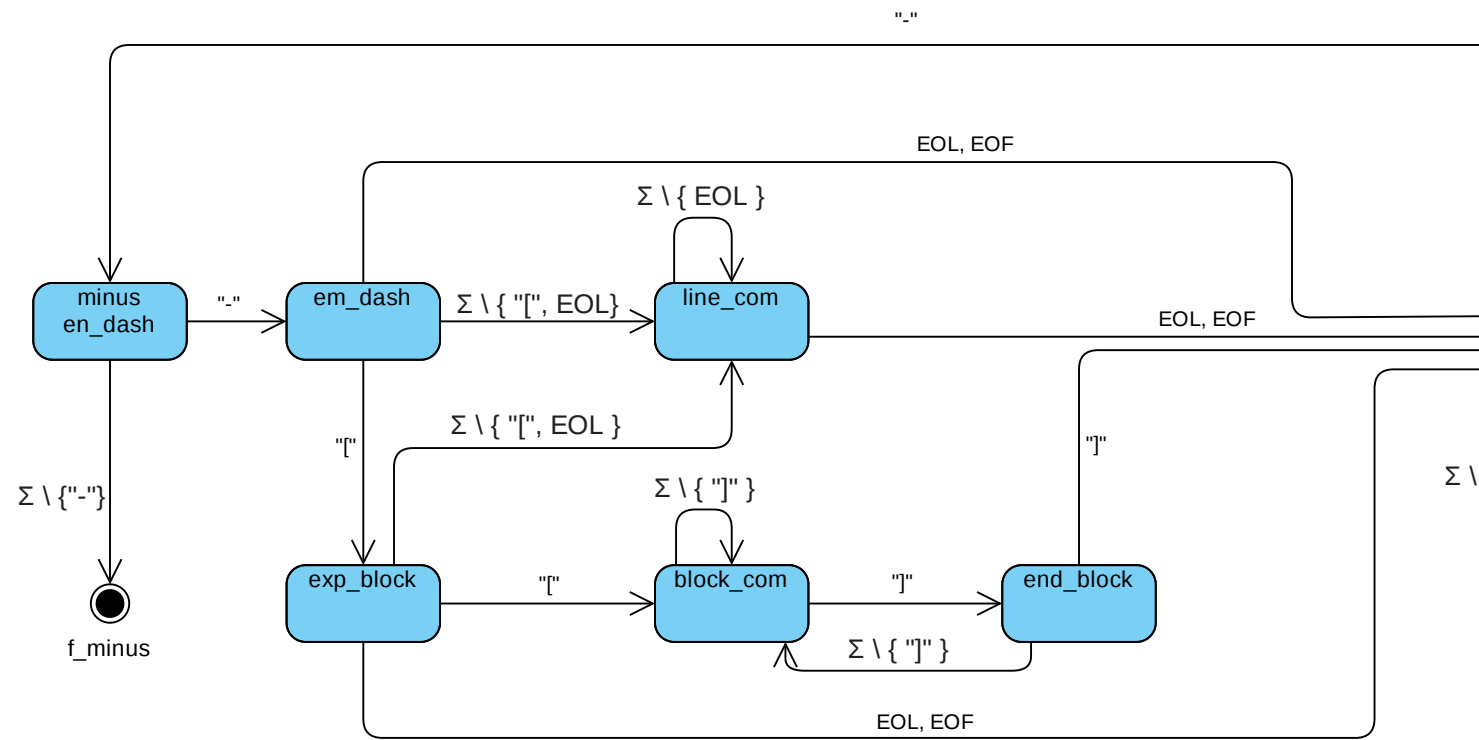 "-"
EOL, EOF
Σ \ { EOL }
minus
en_dash
"-"
em_dash
Σ \ { "[", EOL}
line_com
EOL, EOF
Σ \ { "[", EOL }
"["
"]"
Σ \
Σ \ {"-"}
Σ \ { "]" }
exp_block
"["
block_com
"]"
end_block
f_minus
Σ \ { "]" }
EOL, EOF